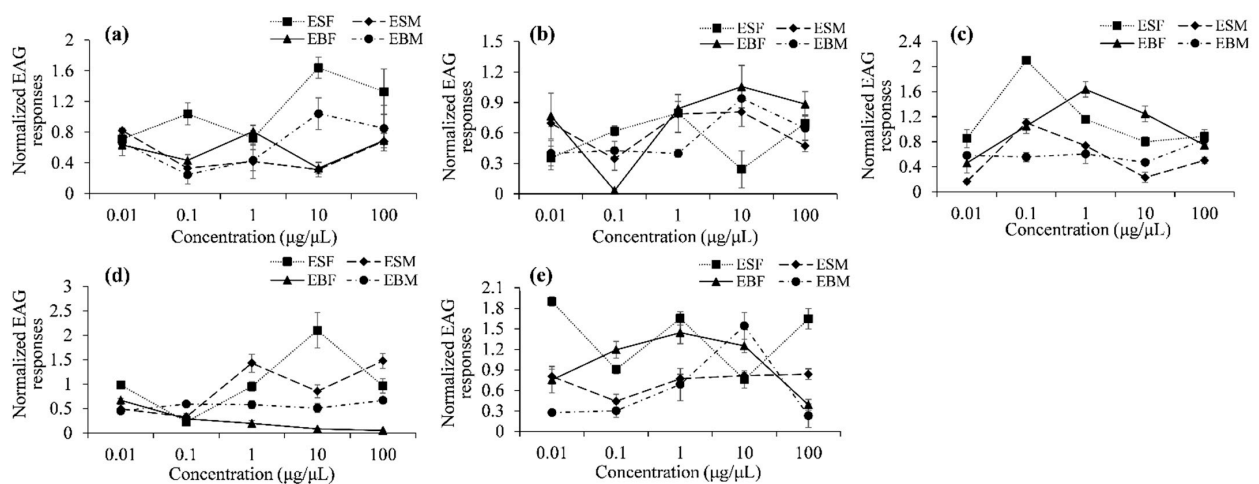 (a)
ESF ESM
EBF EBM
Normalized EAG
responses
2
1.6
1.2
0.8
0.4
0
0.01 0.1 1 10 100
Concentration (μg/μL)
(b)
ESF ESM
EBF EBM
Normalized EAG
responses
1.5
1.2
0.9
0.6
0.3
0.0
0.01 0.1 1 10 100
Concentration (μg/μL)
(c)
ESF ESM
EBF EBM
Normalized EAG
responses
2.4
2
1.6
1.2
0.8
0.4
0
0.01 0.1 1 10 100
Concentration (μg/μL)
(d)
ESF ESM
EBF EBM
Normalized EAG
responses
3
2.5
2
1.5
1
0.5
0
0.01 0.1 1 10 100
Concentration (μg/μL)
(e)
ESF ESM
EBF EBM
Normalized EAG
responses
2.1
1.8
1.5
1.2
0.9
0.6
0.3
0
0.01 0.1 1 10 100
Concentration (μg/μL)